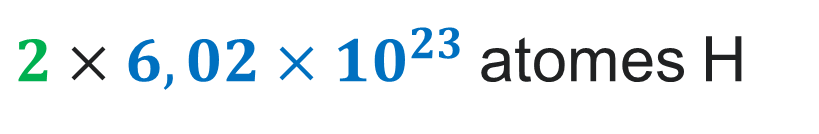 2 × 6,02 × 10²³ atomes H